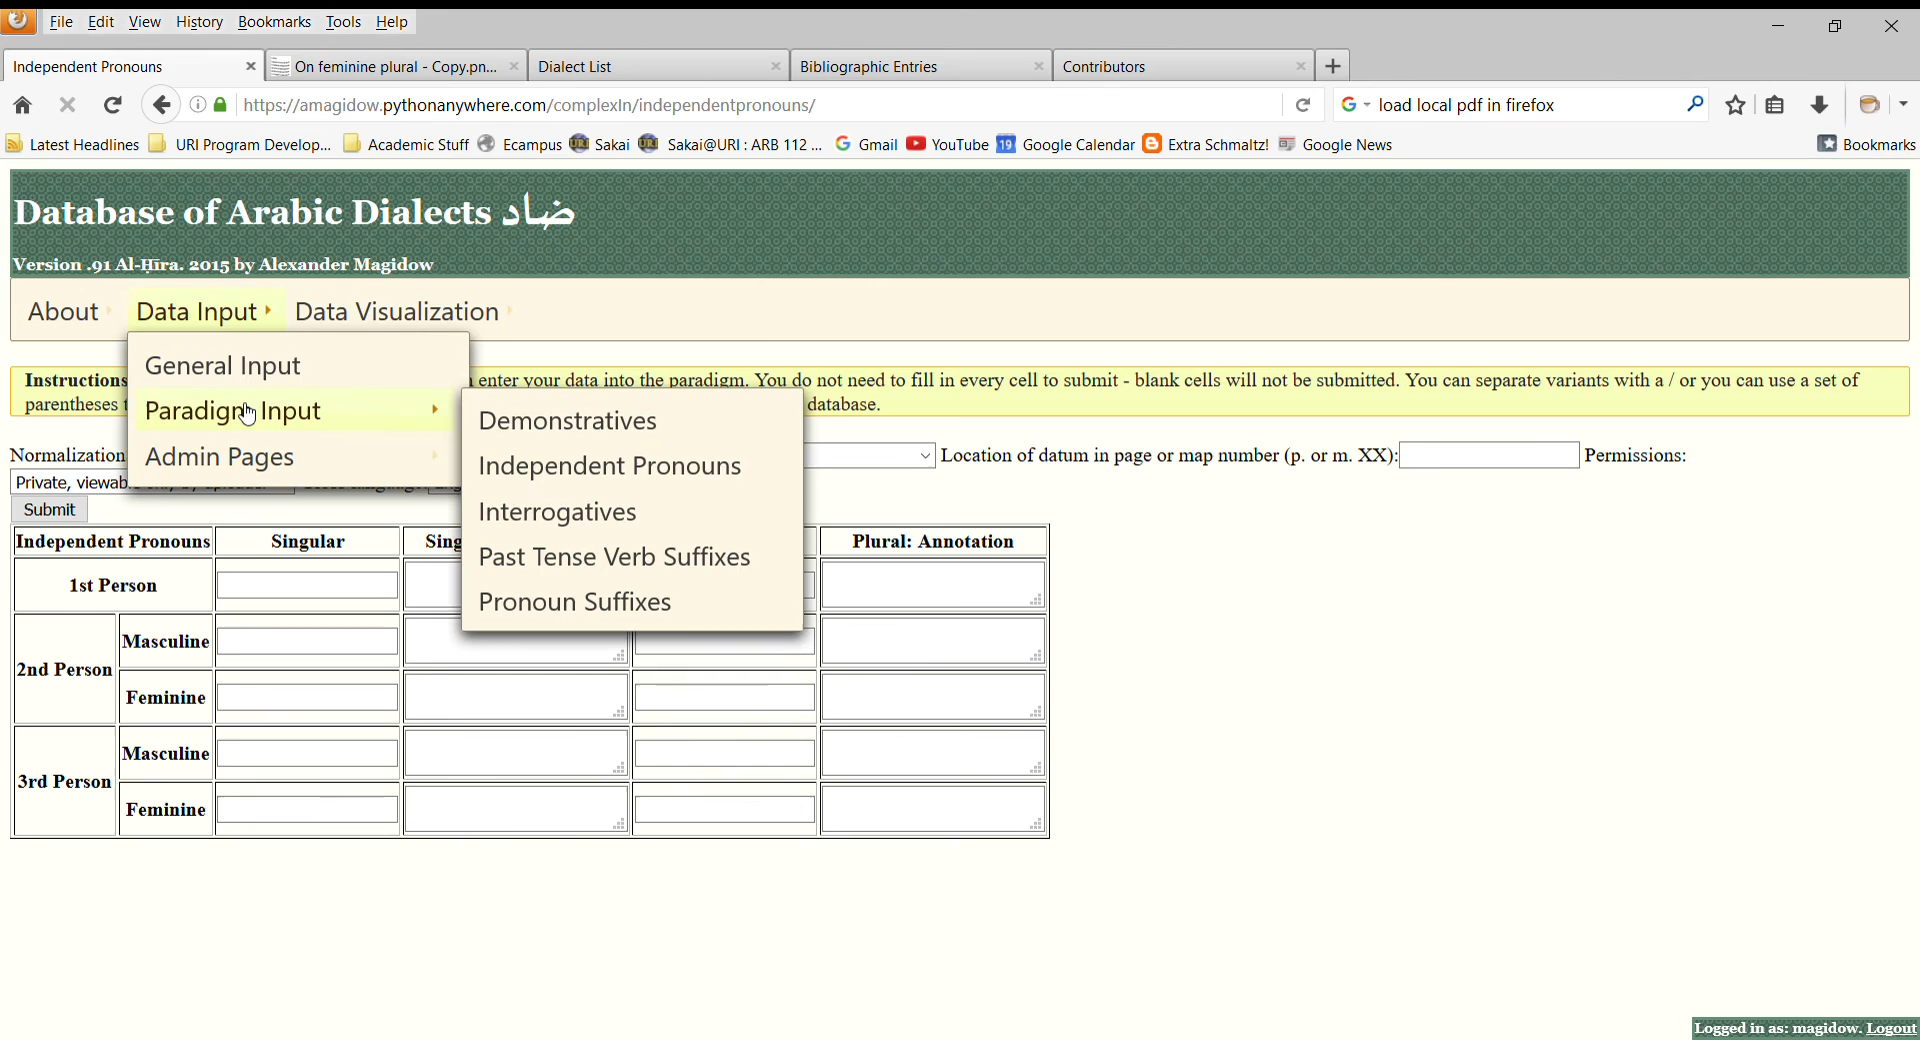 File Edit View History Bookmarks Tools Help
Independent Pronouns
On feminine plural - Copy.pn...
Dialect List
Bibliographic Entries
Contributors
https://amagidow.pythonanywhere.com/complexIn/independentpronouns/
load local pdf in firefox
Latest Headlines URI Program Develop... Academic Stuff Ecampus Sakai Sakai@URI : ARB 112 ... Gmail YouTube 19 Google Calendar Extra Schmaltz! Google News Bookmarks
Database of Arabic Dialects ضاد
Version .91 Al-Ḥīra. 2015 by Alexander Magidow
About Data Input Data Visualization
General Input
Paradigm Input
Admin Pages
Demonstratives
Independent Pronouns
Interrogatives
Past Tense Verb Suffixes
Pronoun Suffixes
Instructions enter your data into the paradigm. You do not need to fill in every cell to submit - blank cells will not be submitted. You can separate variants with a / or you can use a set of
parentheses database.
Normalization Location of datum in page or map number (p. or m. XX): Permissions:
Private,
Submit
Independent Pronouns Singular Sing Plural: Annotation
1st Person
2nd Person
Masculine
Feminine
3rd Person
Masculine
Feminine
Logged in as: magidow. Logout